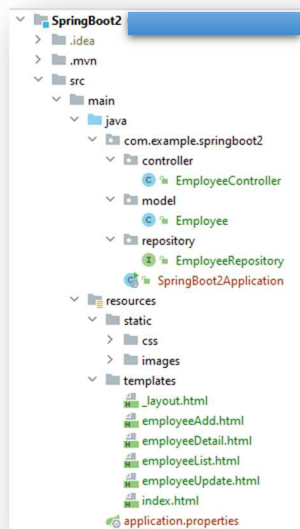 SpringBoot2
.idea
.mvn
src
main
java
com.example.springboot2
controller
EmployeeController
model
Employee
repository
EmployeeRepository
SpringBoot2Application
resources
static
css
images
templates
_layout.html
employeeAdd.html
employeeDetail.html
employeeList.html
employeeUpdate.html
index.html
application.properties